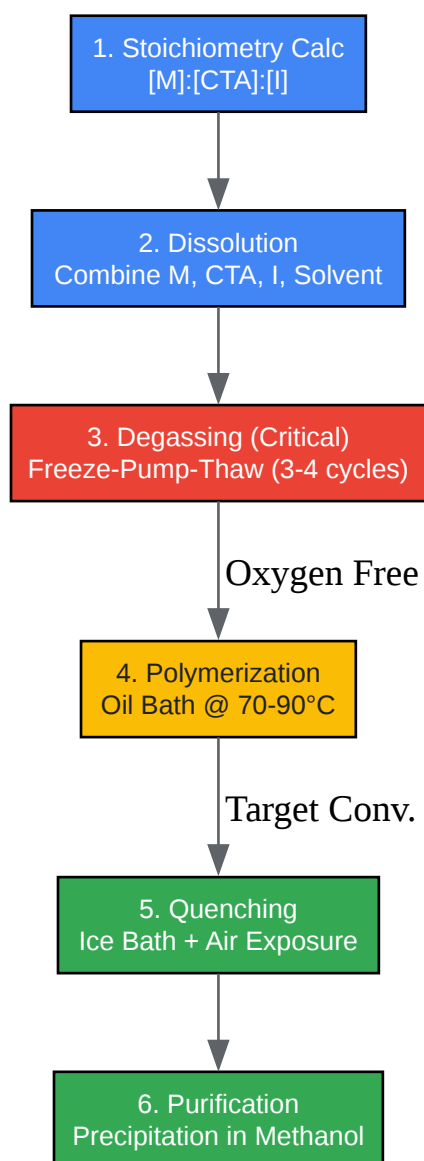 1. Stoichiometry Calc
[M]:[CTA]:[I]
2. Dissolution
Combine M, CTA, I, Solvent
3. Degassing (Critical)
Freeze-Pump-Thaw (3-4 cycles)
Oxygen Free
4. Polymerization
Oil Bath @ 70-90°C
Target Conv.
5. Quenching
Ice Bath + Air Exposure
6. Purification
Precipitation in Methanol